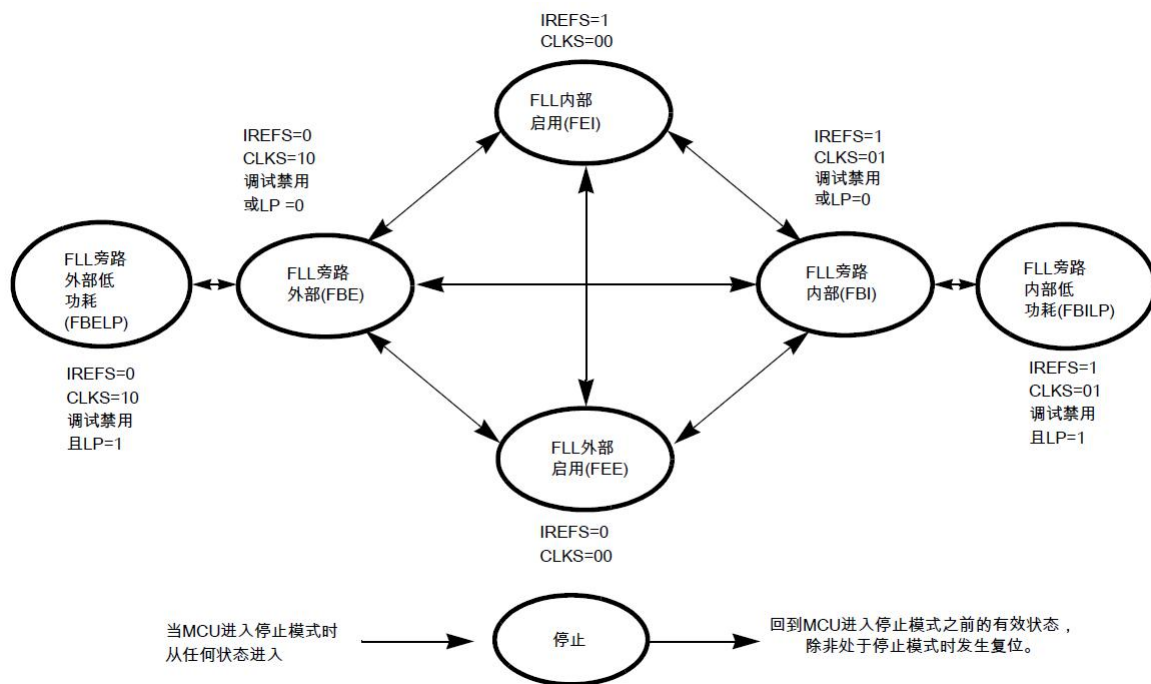 IREFS=1
CLKS=00
FLL内部
启用(FEI)
IREFS=0
CLKS=10
调试禁用
或LP =0
IREFS=1
CLKS=01
调试禁用
或LP=0
FLL旁路
外部低
功耗
(FBELP)
FLL旁路
外部(FBE)
FLL旁路
内部(FBI)
FLL旁路
内部低
功耗(FBILP)
IREFS=0
CLKS=10
调试禁用
且LP=1
IREFS=1
CLKS=01
调试禁用
且LP=1
FLL外部
启用(FEE)
IREFS=0
CLKS=00
当MCU进入停止模式时
从任何状态进入
停止
回到MCU进入停止模式之前的有效状态，
除非处于停止模式时发生复位。